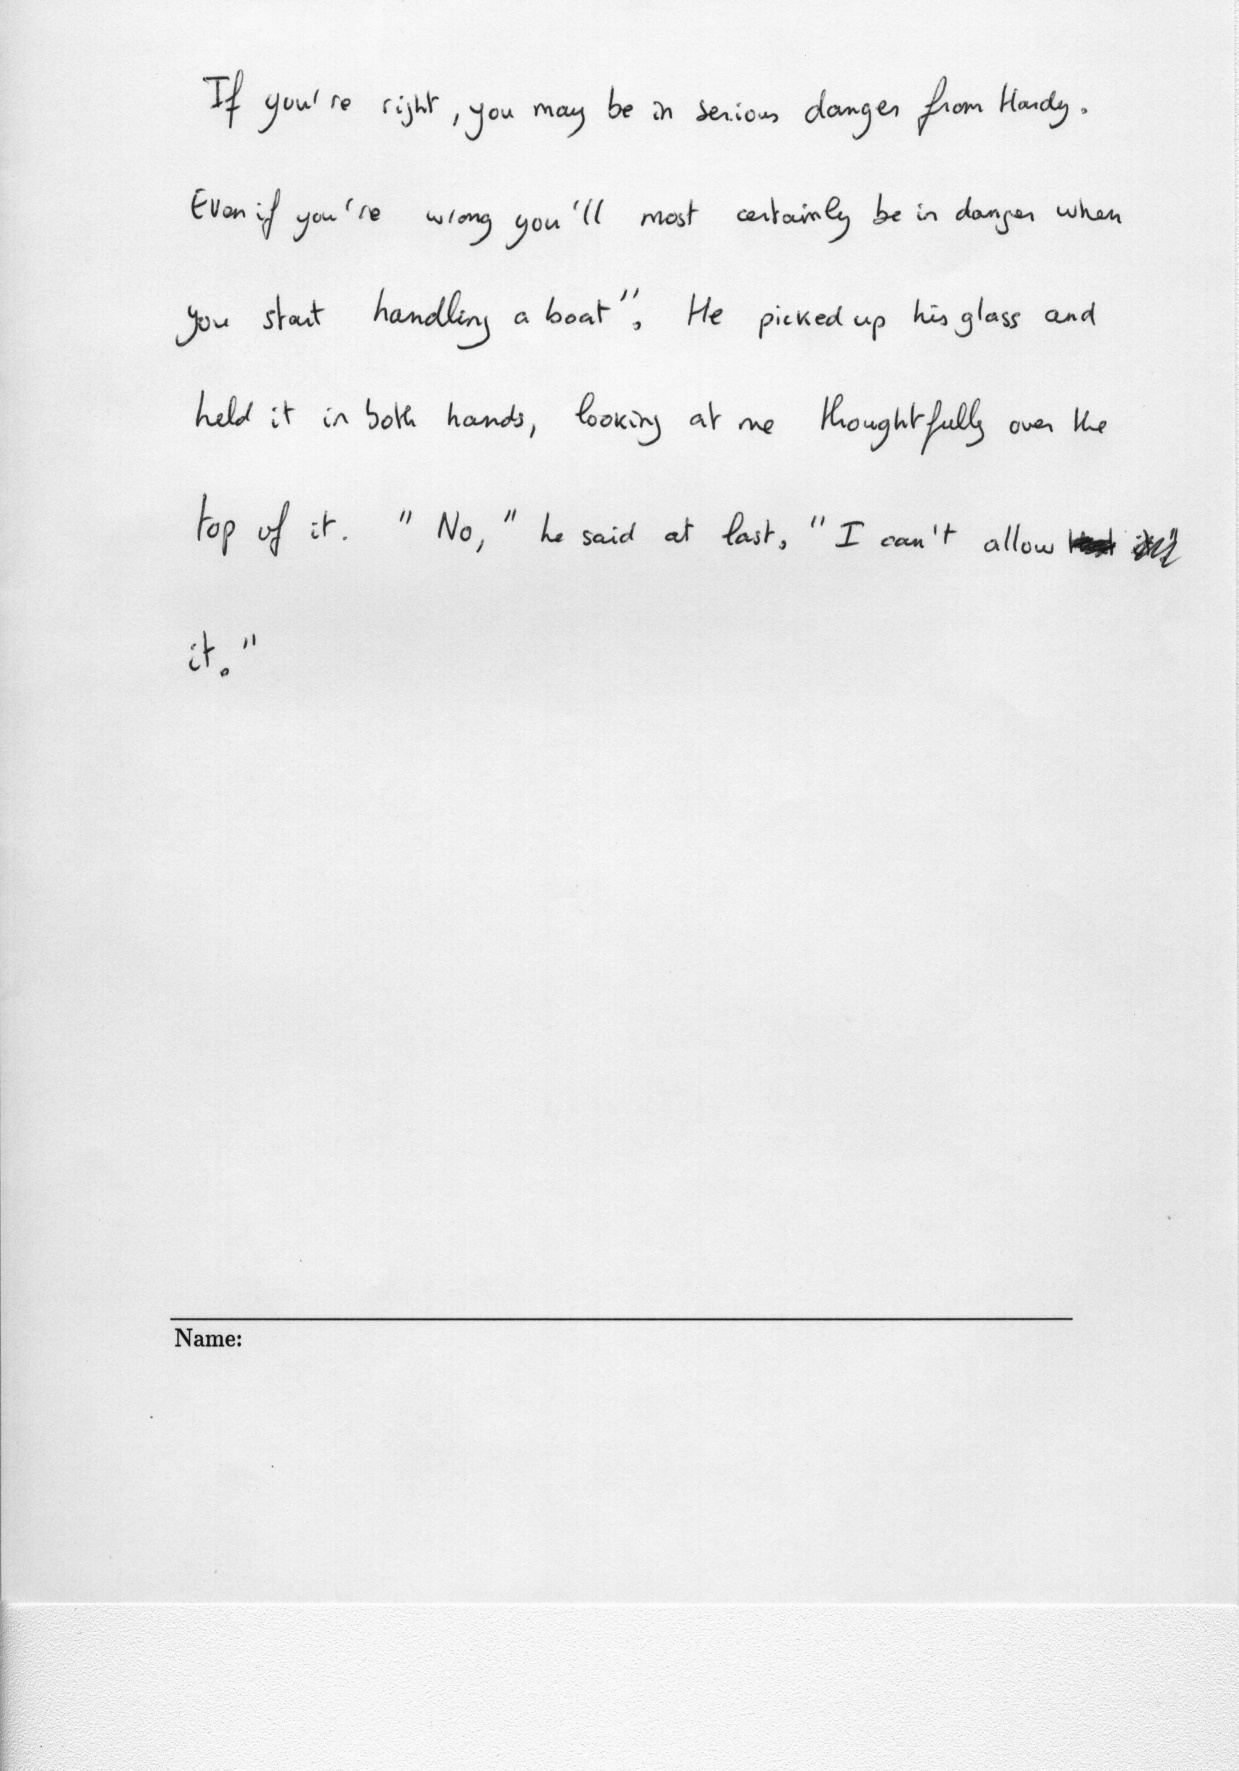 If you're right, you may be in serious danger from Hardy.
Even if you're wrong you'll most certainly be in danger when
you start handling a boat". He picked up his glass and
held it in both hands, looking at me thoughtfully over the
top of it. "No," he said at last, "I can't allow
it."
Name: